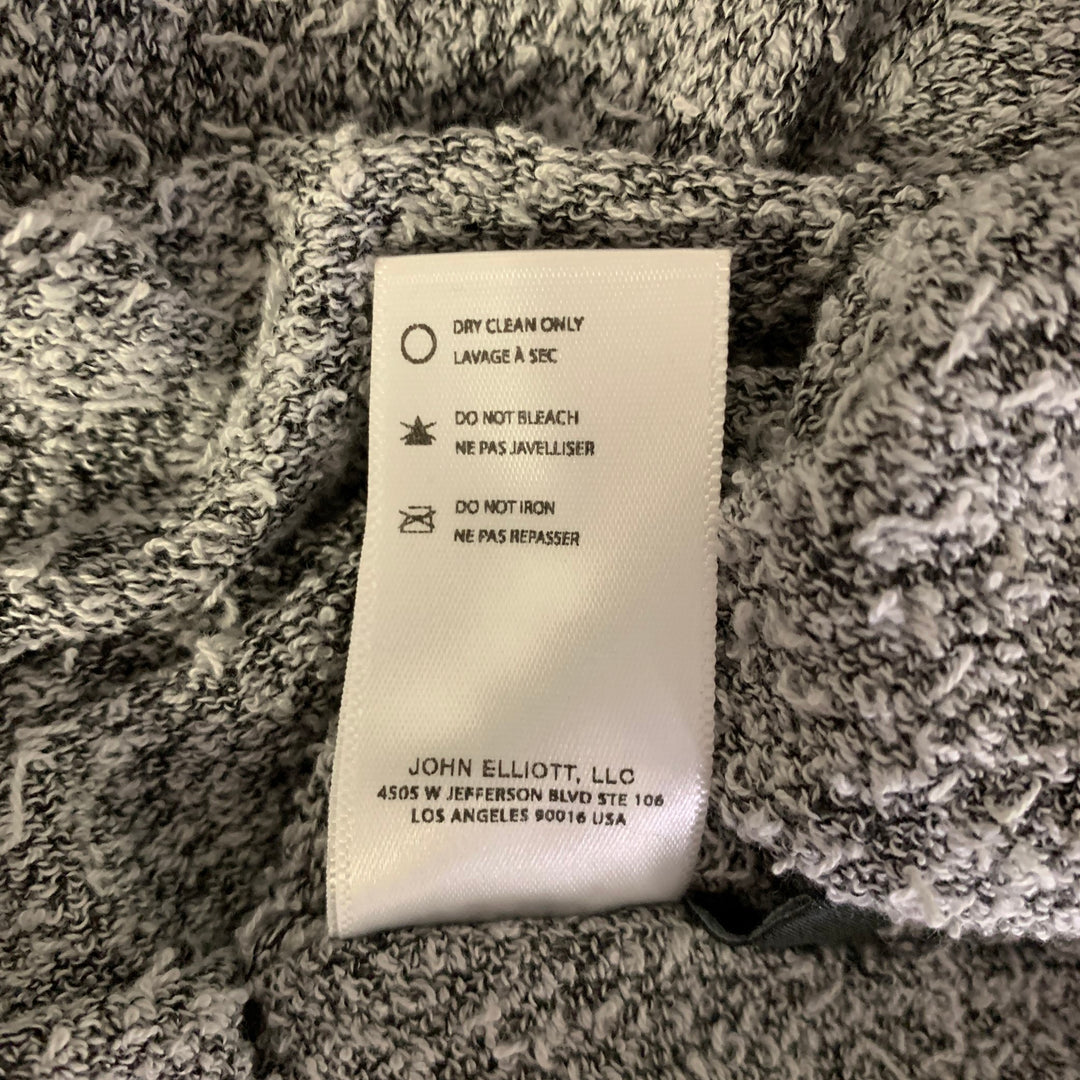 DRY CLEAN ONLY
LAVAGE À SEC
DO NOT BLEACH
NE PAS JAVELLISER
DO NOT IRON
NE PAS REPASSER
JOHN ELLIOTT, LLC
4505 W JEFFERSON BLVD STE 106
LOS ANGELES 90016 USA